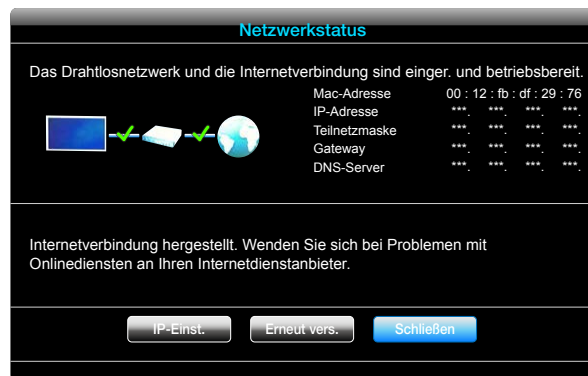 Netzwerkstatus
Das Drahtlosnetzwerk und die Internetverbindung sind einger. und betriebsbereit.
Mac-Adresse 00 : 12 : fb : df : 29 : 76
IP-Adresse ***. ***. ***. ***.
Teilnetzmaske ***. ***. ***. ***.
Gateway ***. ***. ***. ***.
DNS-Server ***. ***. ***. ***.
Internetverbindung hergestellt. Wenden Sie sich bei Problemen mit
Onlinediensten an Ihren Internetdienstanbieter.
IP-Einst. Erneut vers. Schließen